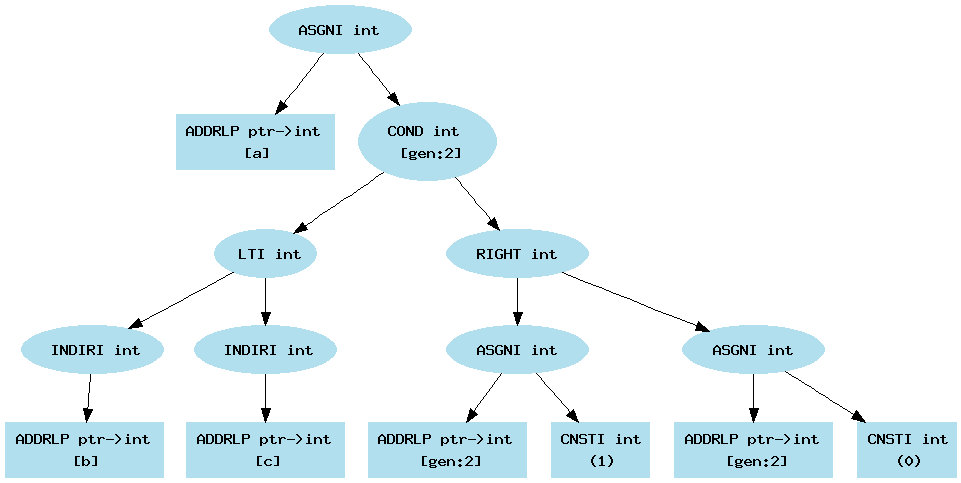 ASGNI int
ADDRLP ptr->int
[a]
COND int
[gen:2]
LTI int
RIGHT int
INDIRI int
INDIRI int
ASGNI int
ASGNI int
ADDRLP ptr->int
[b]
ADDRLP ptr->int
[c]
ADDRLP ptr->int
[gen:2]
CNSTI int
(1)
ADDRLP ptr->int
[gen:2]
CNSTI int
(0)